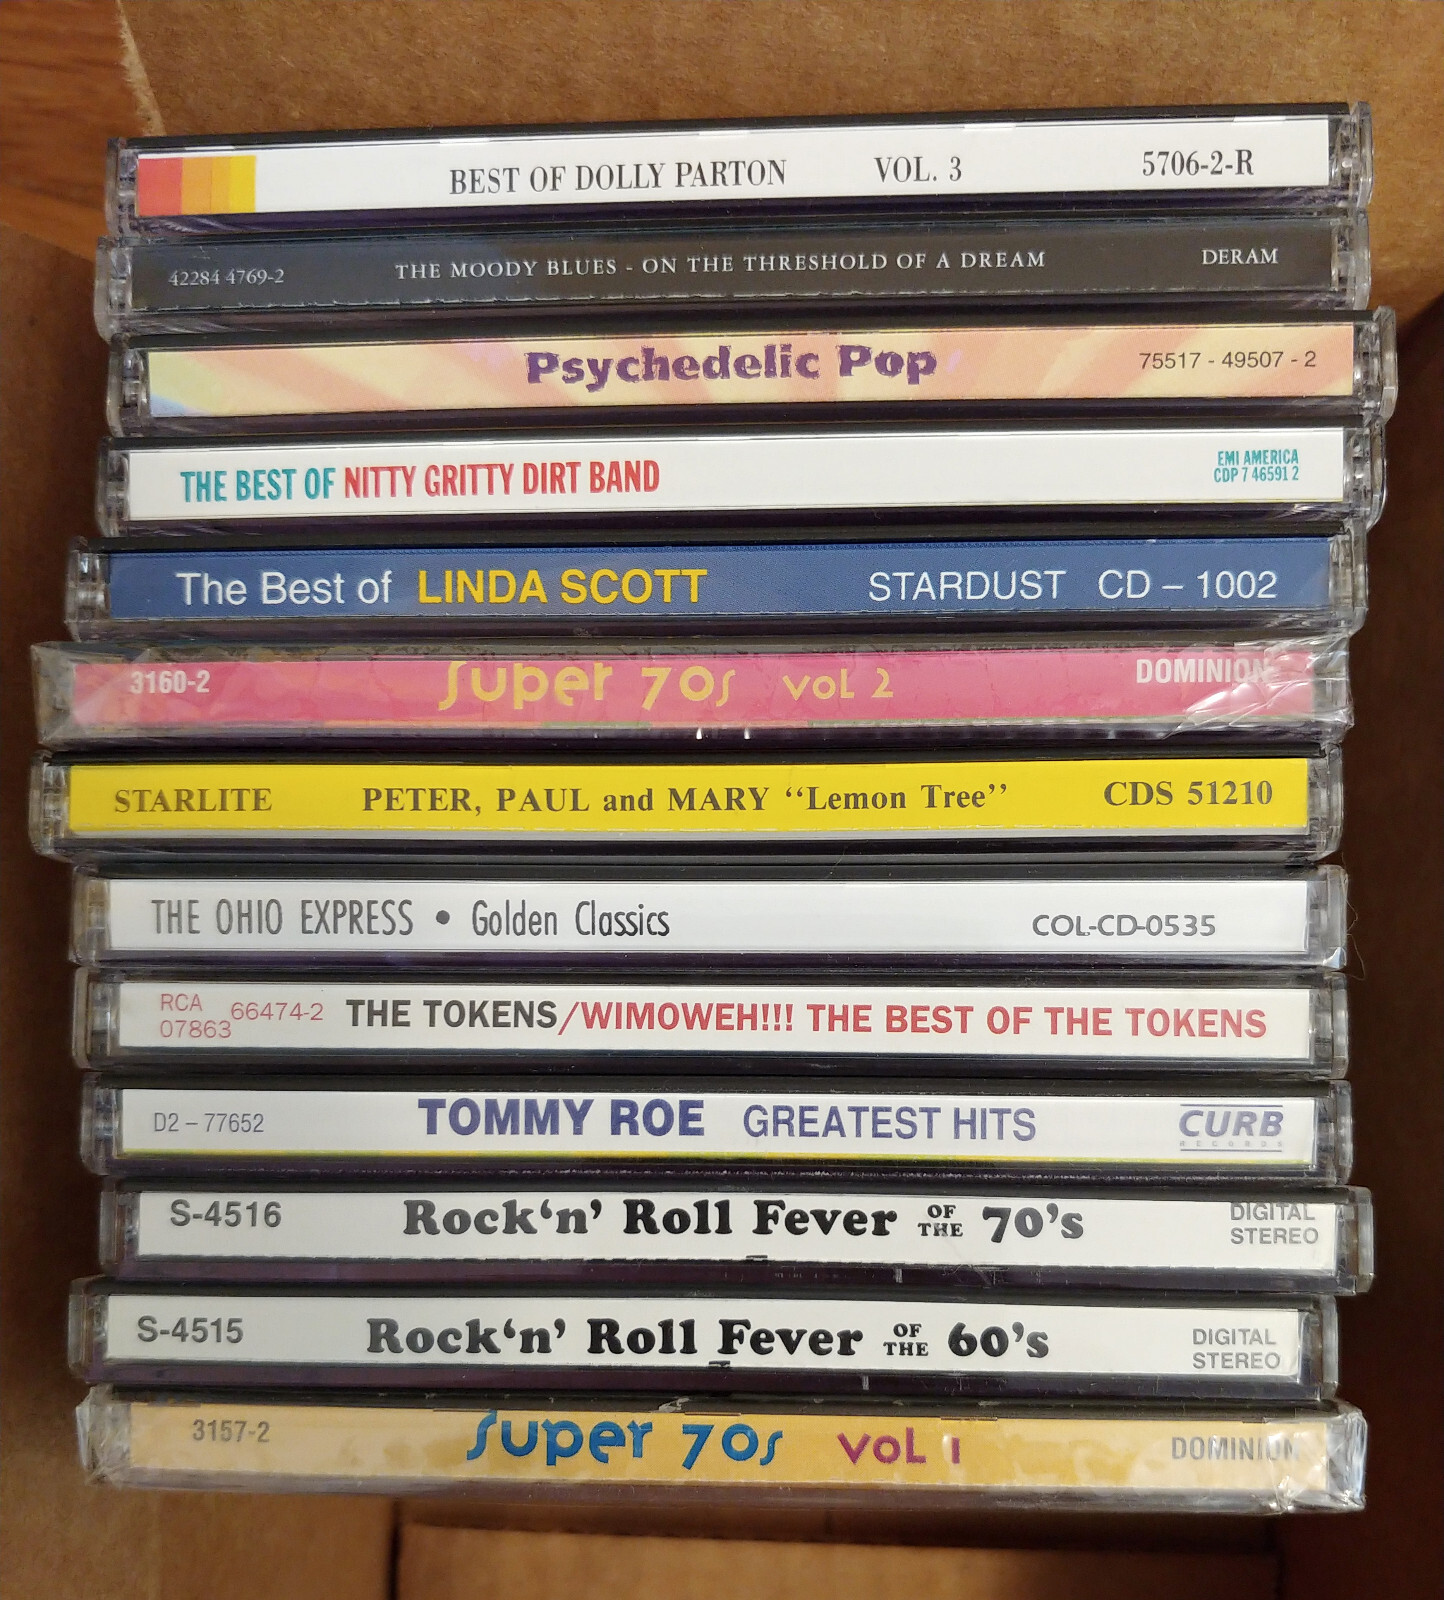 BEST OF DOLLY PARTON VOL. 3 5706-2-R
42284 4769-2 THE MOODY BLUES - ON THE THRESHOLD OF A DREAM DERAM
Psychedelic Pop 75517 - 49507 - 2
THE BEST OF NITTY GRITTY DIRT BAND EMI AMERICA
CDP 7 46591 2
The Best of LINDA SCOTT STARDUST CD – 1002
3160-2 Super 70s vol 2 DOMINION
STARLITE PETER, PAUL and MARY “Lemon Tree” CDS 51210
THE OHIO EXPRESS • Golden Classics COL-CD-0535
RCA 66474-2 THE TOKENS/WIMOWEH!!! THE BEST OF THE TOKENS
07863
D2 – 77652 TOMMY ROE GREATEST HITS CURB
RECORDS
S-4516 Rock‘n’ Roll Fever OF THE 70’s DIGITAL
STEREO
S-4515 Rock‘n’ Roll Fever OF THE 60’s DIGITAL
STEREO
3157-2 Super 70s vol 1 DOMINION